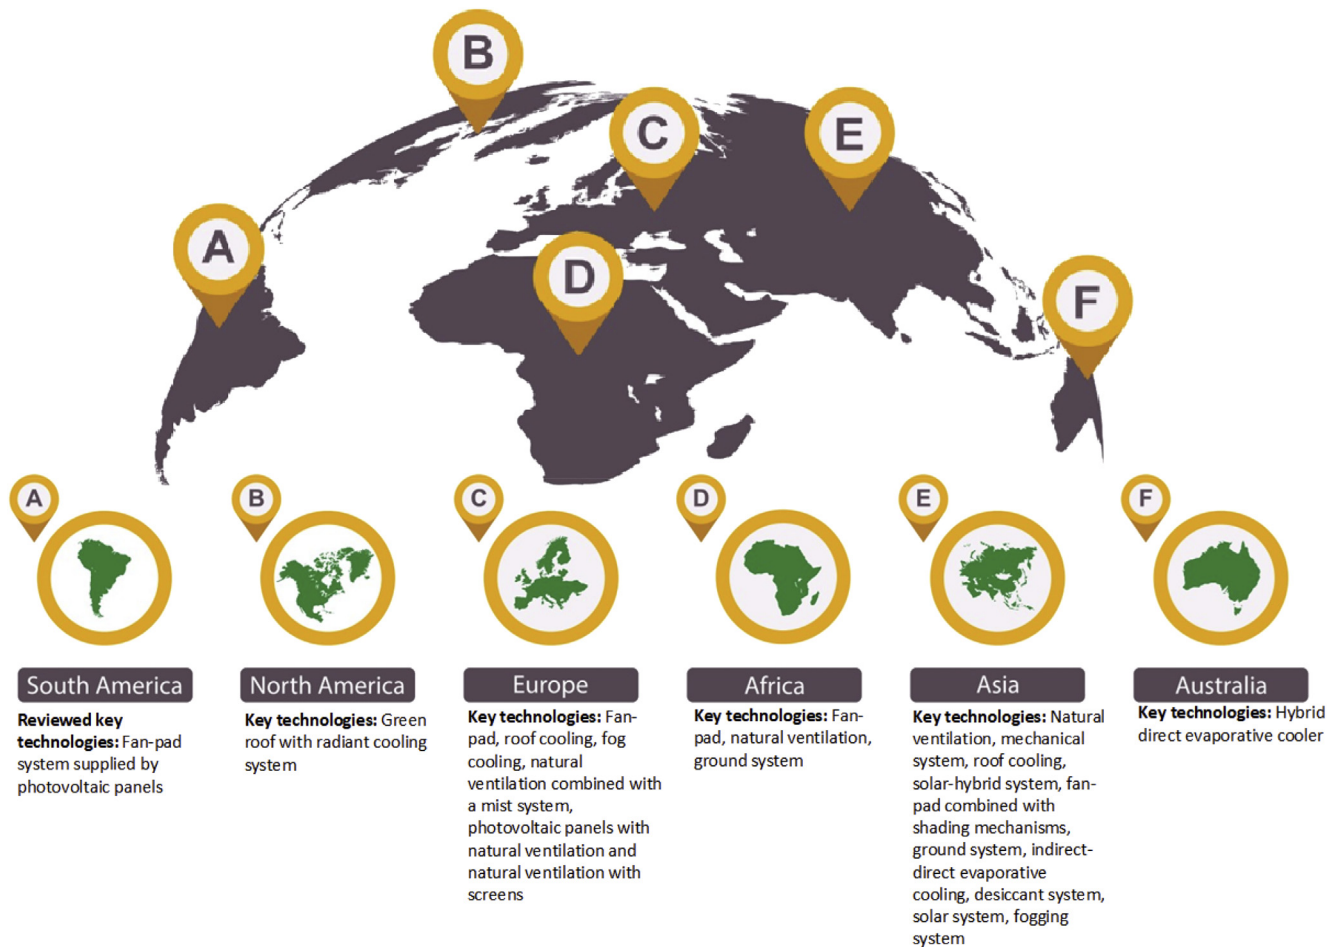 B
C
E
A
D
F
A
B
C
D
E
F
South America
Reviewed key
technologies: Fan-pad
system supplied by
photovoltaic panels
North America
Key technologies: Green
roof with radiant cooling
system
Europe
Key technologies: Fan-
pad, roof cooling, fog
cooling, natural
ventilation combined with
a mist system,
photovoltaic panels with
natural ventilation and
natural ventilation with
screens
Africa
Key technologies: Fan-
pad, natural ventilation,
ground system
Asia
Key technologies: Natural
ventilation, mechanical
system, roof cooling,
solar-hybrid system, fan-
pad combined with
shading mechanisms,
ground system, indirect-
direct evaporative
cooling, desiccant system,
solar system, fogging
system
Australia
Key technologies: Hybrid
direct evaporative cooler